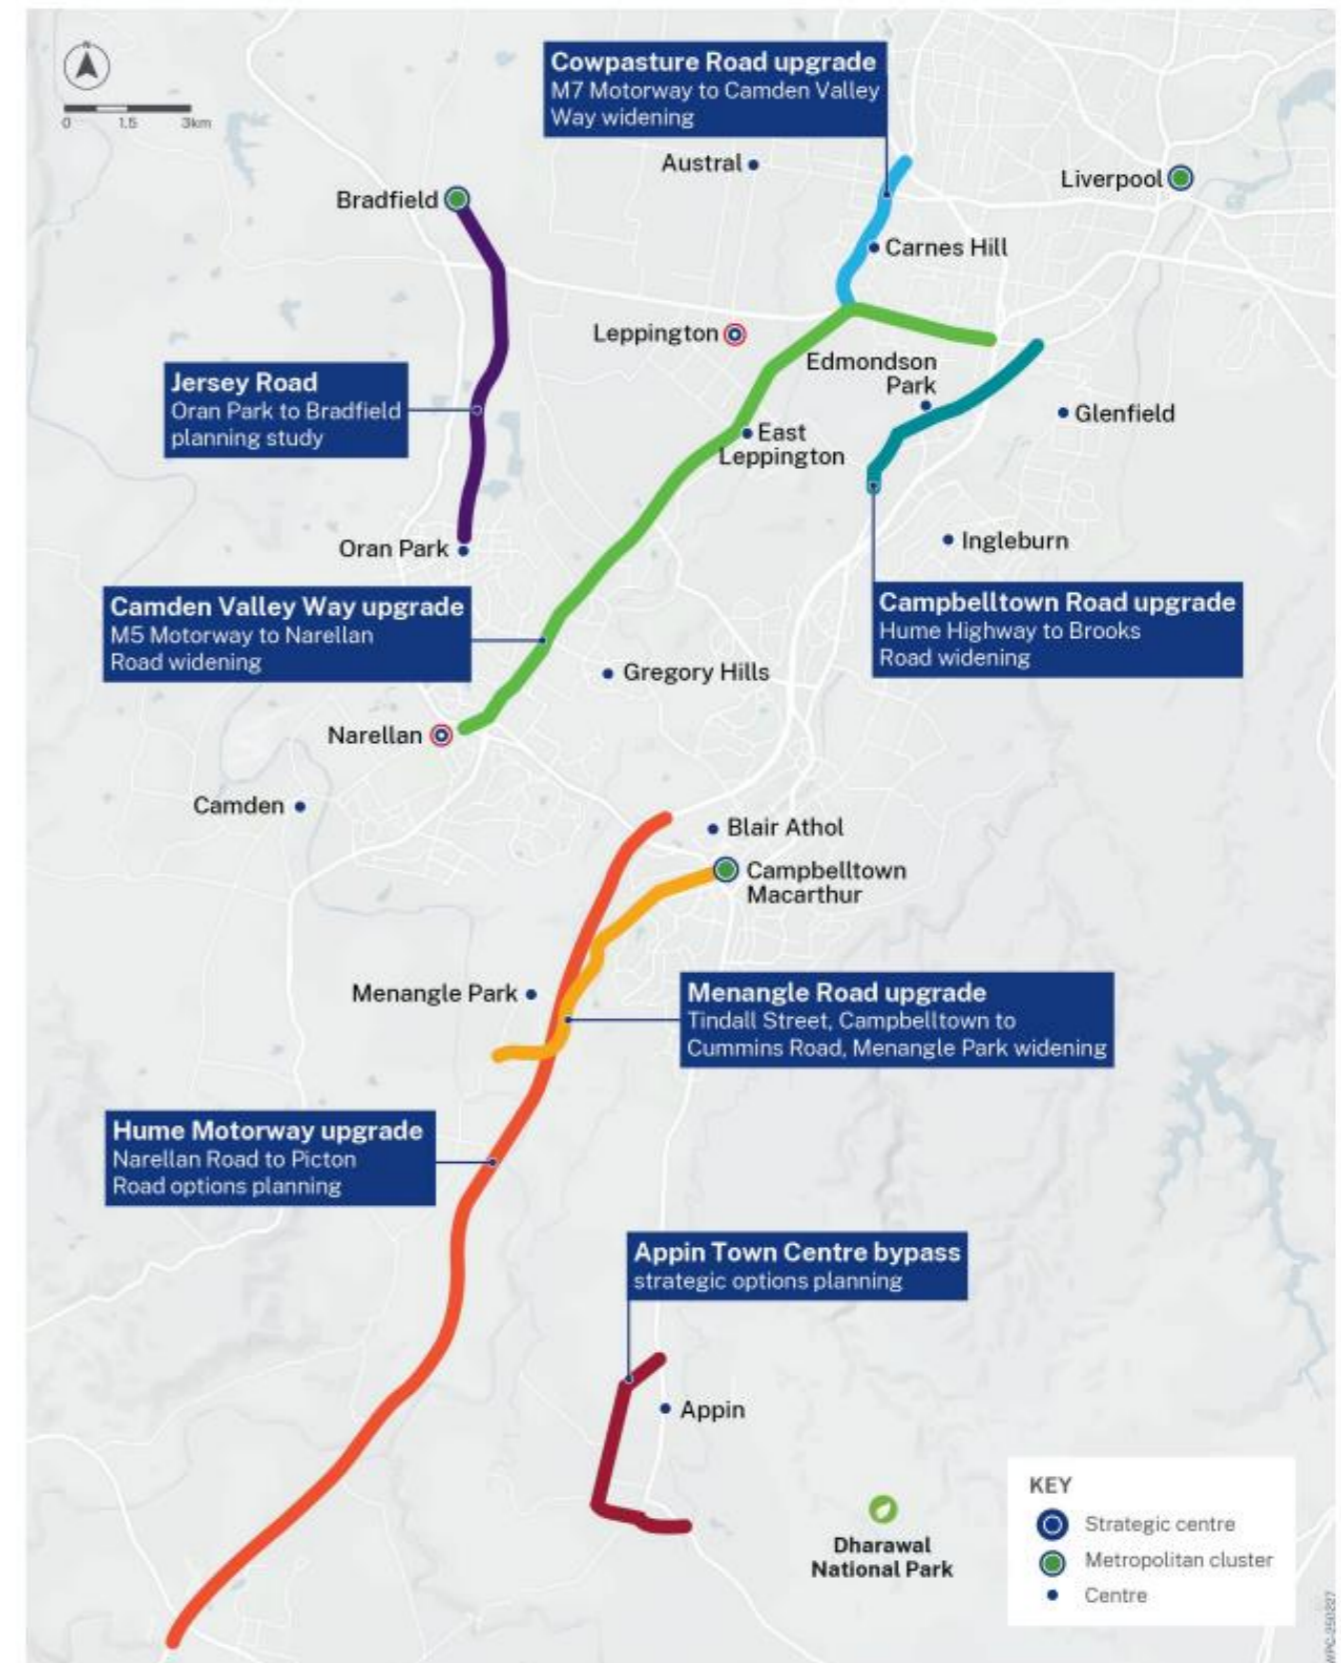 N
0 1.5 3km
Cowpasture Road upgrade
M7 Motorway to Camden Valley
Way widening
Austral
Liverpool
Bradfield
Carnes Hill
Leppington
Edmondson
Park
Jersey Road
Oran Park to Bradfield
planning study
Glenfield
East
Leppington
Oran Park
Ingleburn
Camden Valley Way upgrade
M5 Motorway to Narellan
Road widening
Campbelltown Road upgrade
Hume Highway to Brooks
Road widening
Gregory Hills
Narellan
Camden
Blair Athol
Campbelltown
Macarthur
Menangle Park
Menangle Road upgrade
Tindall Street, Campbelltown to
Cummins Road, Menangle Park widening
Hume Motorway upgrade
Narellan Road to Picton
Road options planning
Appin Town Centre bypass
strategic options planning
Appin
Dharawal
National Park
KEY
Strategic centre
Metropolitan cluster
Centre